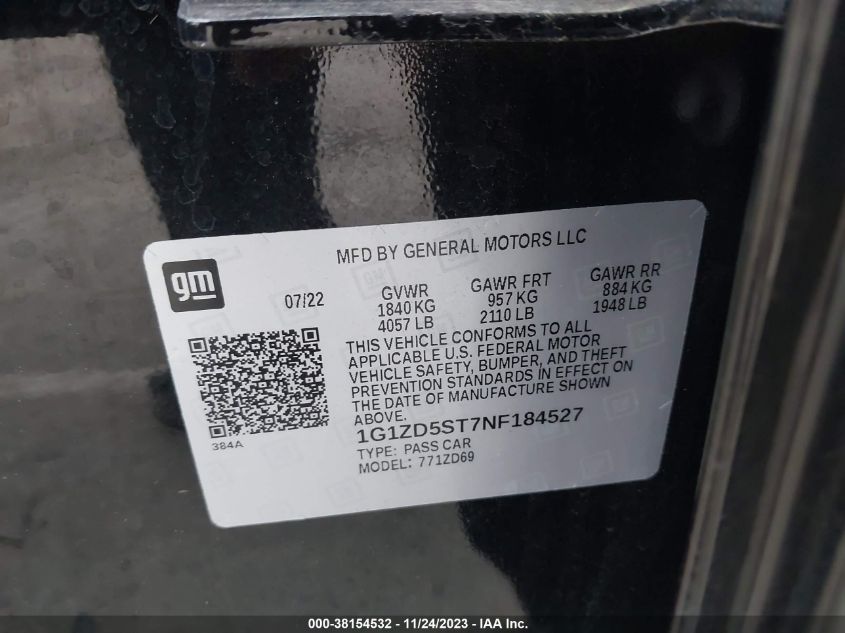 MFD BY GENERAL MOTORS LLC
gm
07/22
GVWR
1840 KG
4057 LB
GAWR FRT
957 KG
2110 LB
GAWR RR
884 KG
1948 LB
THIS VEHICLE CONFORMS TO ALL
APPLICABLE U.S. FEDERAL MOTOR
VEHICLE SAFETY, BUMPER, AND THEFT
PREVENTION STANDARDS IN EFFECT ON
THE DATE OF MANUFACTURE SHOWN
ABOVE.
384A
1G1ZD5ST7NF184527
TYPE: PASS CAR
MODEL: 771ZD69
000-38154532 - 11/24/2023 - IAA Inc.